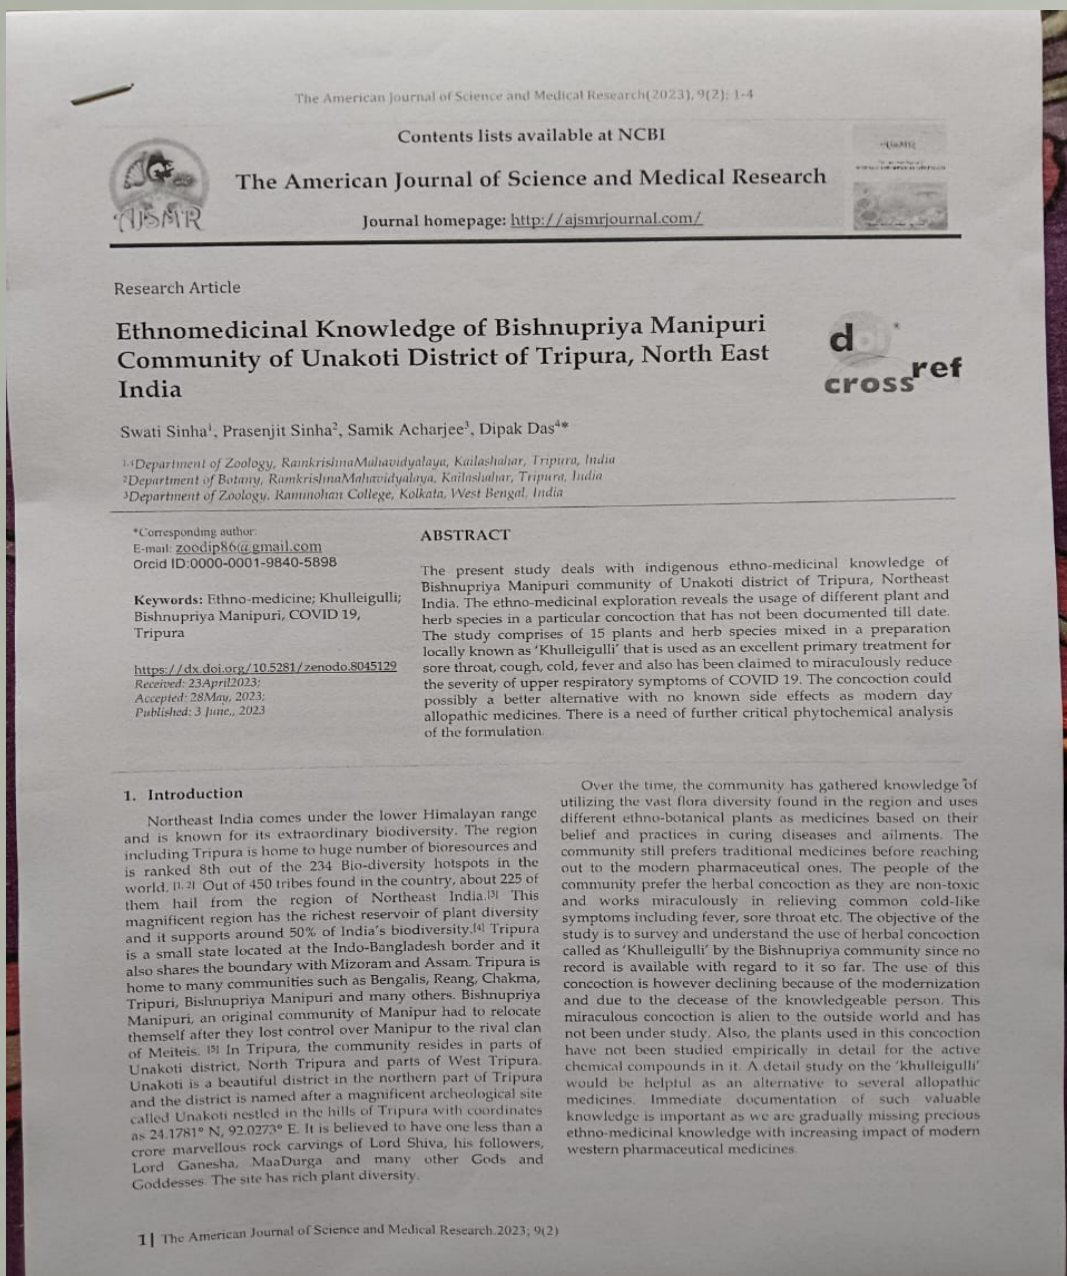 The American Journal of Science and Medical Research(2023), 9(2): 1-4
Contents lists available at NCBI
The American Journal of Science and Medical Research
Journal homepage: http://ajsmrjournal.com/
AJSMR
Research Article
Ethnomedicinal Knowledge of Bishnupriya Manipuri
Community of Unakoti District of Tripura, North East
India
doi
cross ref
Swati Sinha1, Prasenjit Sinha2, Samik Acharjee3, Dipak Das4*
1,4Department of Zoology, RamkrishnaMahavidyalaya, Kailashahar, Tripura, India
2Department of Botany, RamkrishnaMahavidyalaya, Kailashahar, Tripura, India
3Department of Zoology, Rammohan College, Kolkata, West Bengal, India
*Corresponding author:
E-mail: zoodip86@gmail.com
Orcid ID:0000-0001-9840-5898
Keywords: Ethno-medicine; Khulleigulli;
Bishnupriya Manipuri, COVID 19,
Tripura
https://dx.doi.org/10.5281/zenodo.8045129
Received: 23April2023;
Accepted: 28May, 2023;
Published: 3 June., 2023
ABSTRACT
The present study deals with indigenous ethno-medicinal knowledge of
Bishnupriya Manipuri community of Unakoti district of Tripura, Northeast
India. The ethno-medicinal exploration reveals the usage of different plant and
herb species in a particular concoction that has not been documented till date.
The study comprises of 15 plants and herb species mixed in a preparation
locally known as 'Khulleigulli' that is used as an excellent primary treatment for
sore throat, cough, cold, fever and also has been claimed to miraculously reduce
the severity of upper respiratory symptoms of COVID 19. The concoction could
possibly a better alternative with no known side effects as modern day
allopathic medicines. There is a need of further critical phytochemical analysis
of the formulation.
1. Introduction
Northeast India comes under the lower Himalayan range
and is known for its extraordinary biodiversity. The region
including Tripura is home to huge number of bioresources and
is ranked 8th out of the 234 Bio-diversity hotspots in the
world. [1, 2] Out of 450 tribes found in the country, about 225 of
them hail from the region of Northeast India.[3] This
magnificent region has the richest reservoir of plant diversity
and it supports around 50% of India's biodiversity.[4] Tripura
is a small state located at the Indo-Bangladesh border and it
also shares the boundary with Mizoram and Assam. Tripura is
home to many communities such as Bengalis, Reang, Chakma,
Tripuri, Bishnupriya Manipuri and many others. Bishnupriya
Manipuri, an original community of Manipur had to relocate
themself after they lost control over Manipur to the rival clan
of Meiteis. [5] In Tripura, the community resides in parts of
Unakoti district, North Tripura and parts of West Tripura.
Unakoti is a beautiful district in the northern part of Tripura
and the district is named after a magnificent archeological site
called Unakoti nestled in the hills of Tripura with coordinates
as 24.1781° N, 92.0273° E. It is believed to have one less than a
crore marvellous rock carvings of Lord Shiva, his followers,
Lord Ganesha, MaaDurga and many other Gods and
Goddesses. The site has rich plant diversity.
Over the time, the community has gathered knowledge of
utilizing the vast flora diversity found in the region and uses
different ethno-botanical plants as medicines based on their
belief and practices in curing diseases and ailments. The
community still prefers traditional medicines before reaching
out to the modern pharmaceutical ones. The people of the
community prefer the herbal concoction as they are non-toxic
and works miraculously in relieving common cold-like
symptoms including fever, sore throat etc. The objective of the
study is to survey and understand the use of herbal concoction
called as 'Khulleigulli' by the Bishnupriya community since no
record is available with regard to it so far. The use of this
concoction is however declining because of the modernization
and due to the decease of the knowledgeable person. This
miraculous concoction is alien to the outside world and has
not been under study. Also, the plants used in this concoction
have not been studied empirically in detail for the active
chemical compounds in it. A detail study on the 'khulleigulli'
would be helpful as an alternative to several allopathic
medicines. Immediate documentation of such valuable
knowledge is important as we are gradually missing precious
ethno-medicinal knowledge with increasing impact of modern
western pharmaceutical medicines.
1| The American Journal of Science and Medical Research.2023; 9(2)